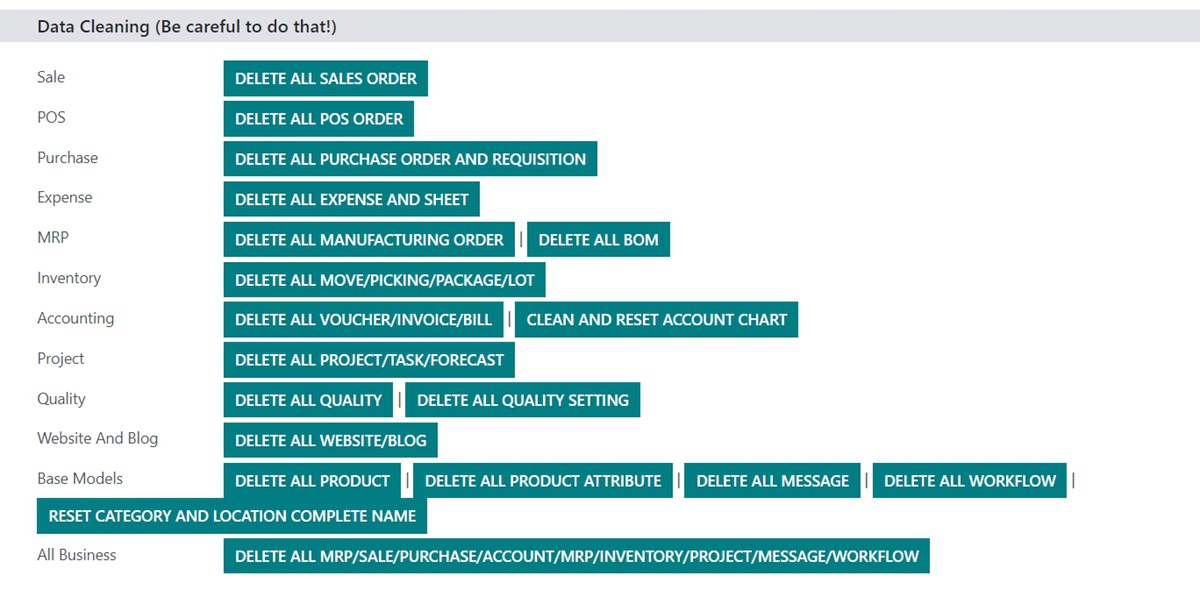 Data Cleaning (Be careful to do that!)
Sale DELETE ALL SALES ORDER
POS DELETE ALL POS ORDER
Purchase DELETE ALL PURCHASE ORDER AND REQUISITION
Expense DELETE ALL EXPENSE AND SHEET
MRP DELETE ALL MANUFACTURING ORDER | DELETE ALL BOM
Inventory DELETE ALL MOVE/PICKING/PACKAGE/LOT
Accounting DELETE ALL VOUCHER/INVOICE/BILL | CLEAN AND RESET ACCOUNT CHART
Project DELETE ALL PROJECT/TASK/FORECAST
Quality DELETE ALL QUALITY | DELETE ALL QUALITY SETTING
Website And Blog DELETE ALL WEBSITE/BLOG
Base Models DELETE ALL PRODUCT | DELETE ALL PRODUCT ATTRIBUTE | DELETE ALL MESSAGE | DELETE ALL WORKFLOW |
RESET CATEGORY AND LOCATION COMPLETE NAME
All Business DELETE ALL MRP/SALE/PURCHASE/ACCOUNT/MRP/INVENTORY/PROJECT/MESSAGE/WORKFLOW